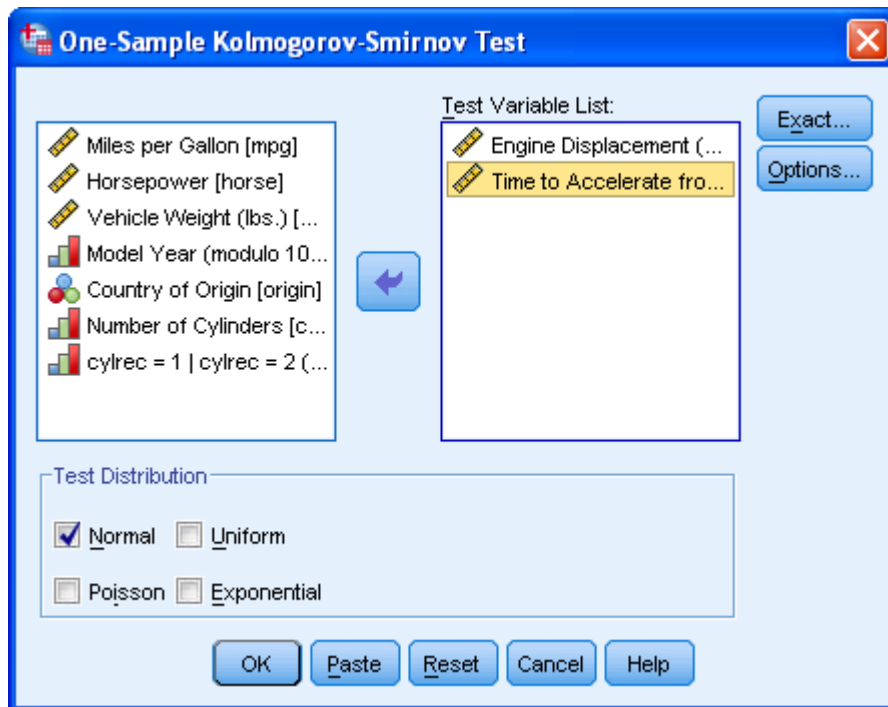 One-Sample Kolmogorov-Smirnov Test
Miles per Gallon [mpg]
Horsepower [horse]
Vehicle Weight (lbs.) [...
Model Year (modulo 10...
Country of Origin [origin]
Number of Cylinders [c...
cylrec = 1 | cylrec = 2 (...
Test Variable List:
Engine Displacement (...
Time to Accelerate fro...
Exact...
Options...
Test Distribution
Normal Uniform
Poisson Exponential
OK Paste Reset Cancel Help